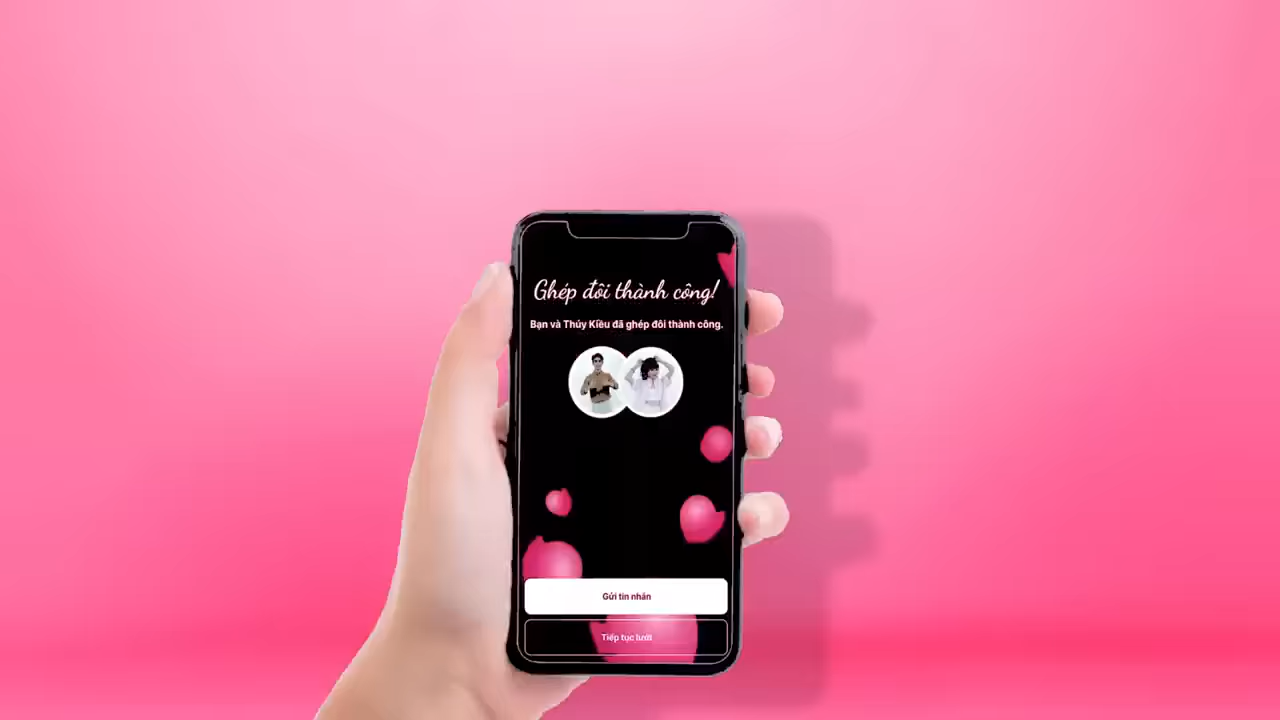 Ghép đôi thành công!
Bạn và Thúy Kiều đã ghép đôi thành công.
Gửi tin nhắn
Tiếp tục lướt